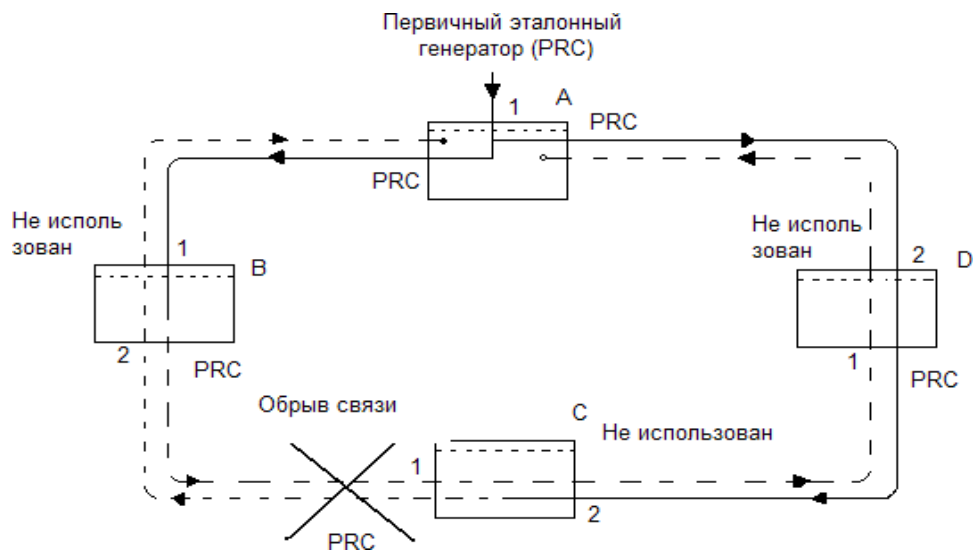 Первичный эталонный
генератор (PRC)
1
A
PRC
PRC
Не исполь
зован
1
B
2
PRC
Не исполь
зован
2
D
1
PRC
Обрыв связи
C
Не использован
1
2
PRC